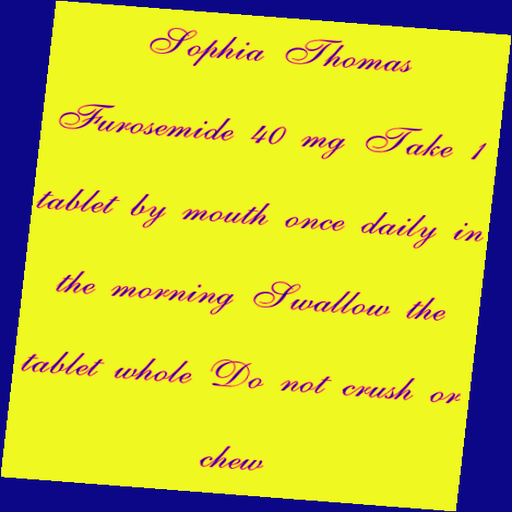 Sophia Thomas
Furosemide 40 mg Take 1
tablet by mouth once daily in
the morning Swallow the
tablet whole Do not crush or
chew